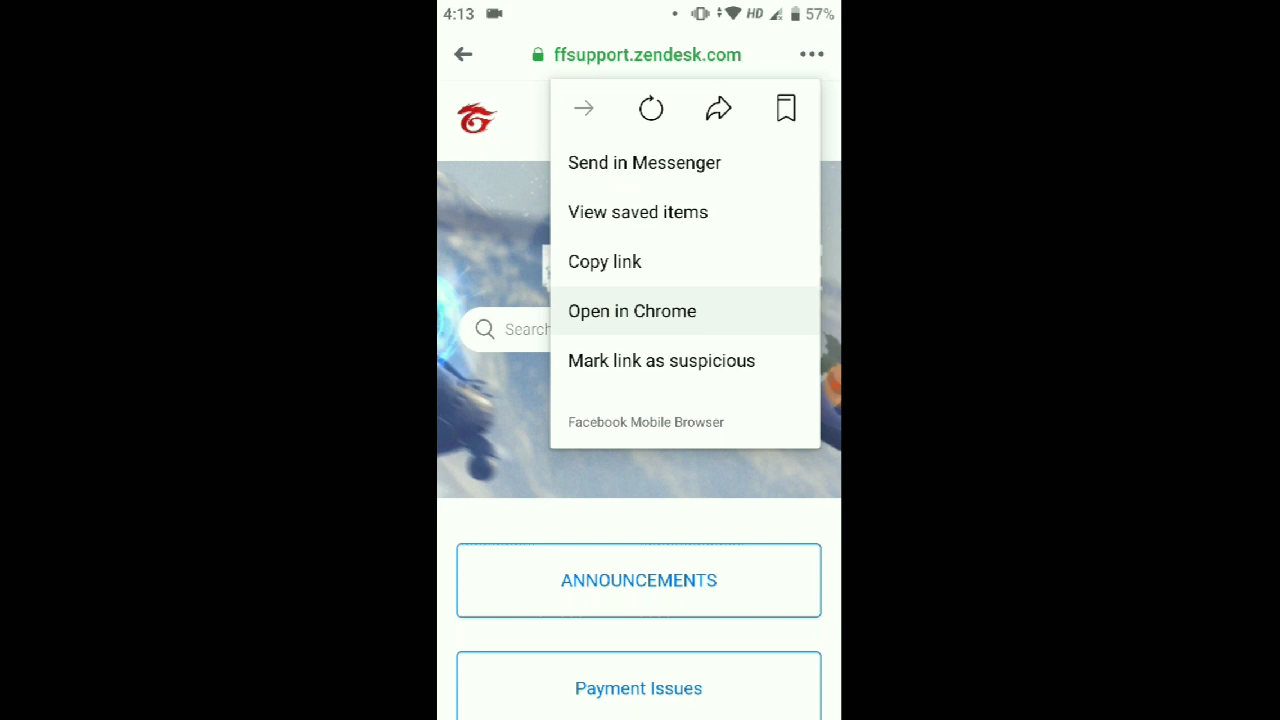 4:13
HD 57%
ffsupport.zendesk.com
Send in Messenger
View saved items
Copy link
Open in Chrome
Search
Mark link as suspicious
Facebook Mobile Browser
ANNOUNCEMENTS
Payment Issues